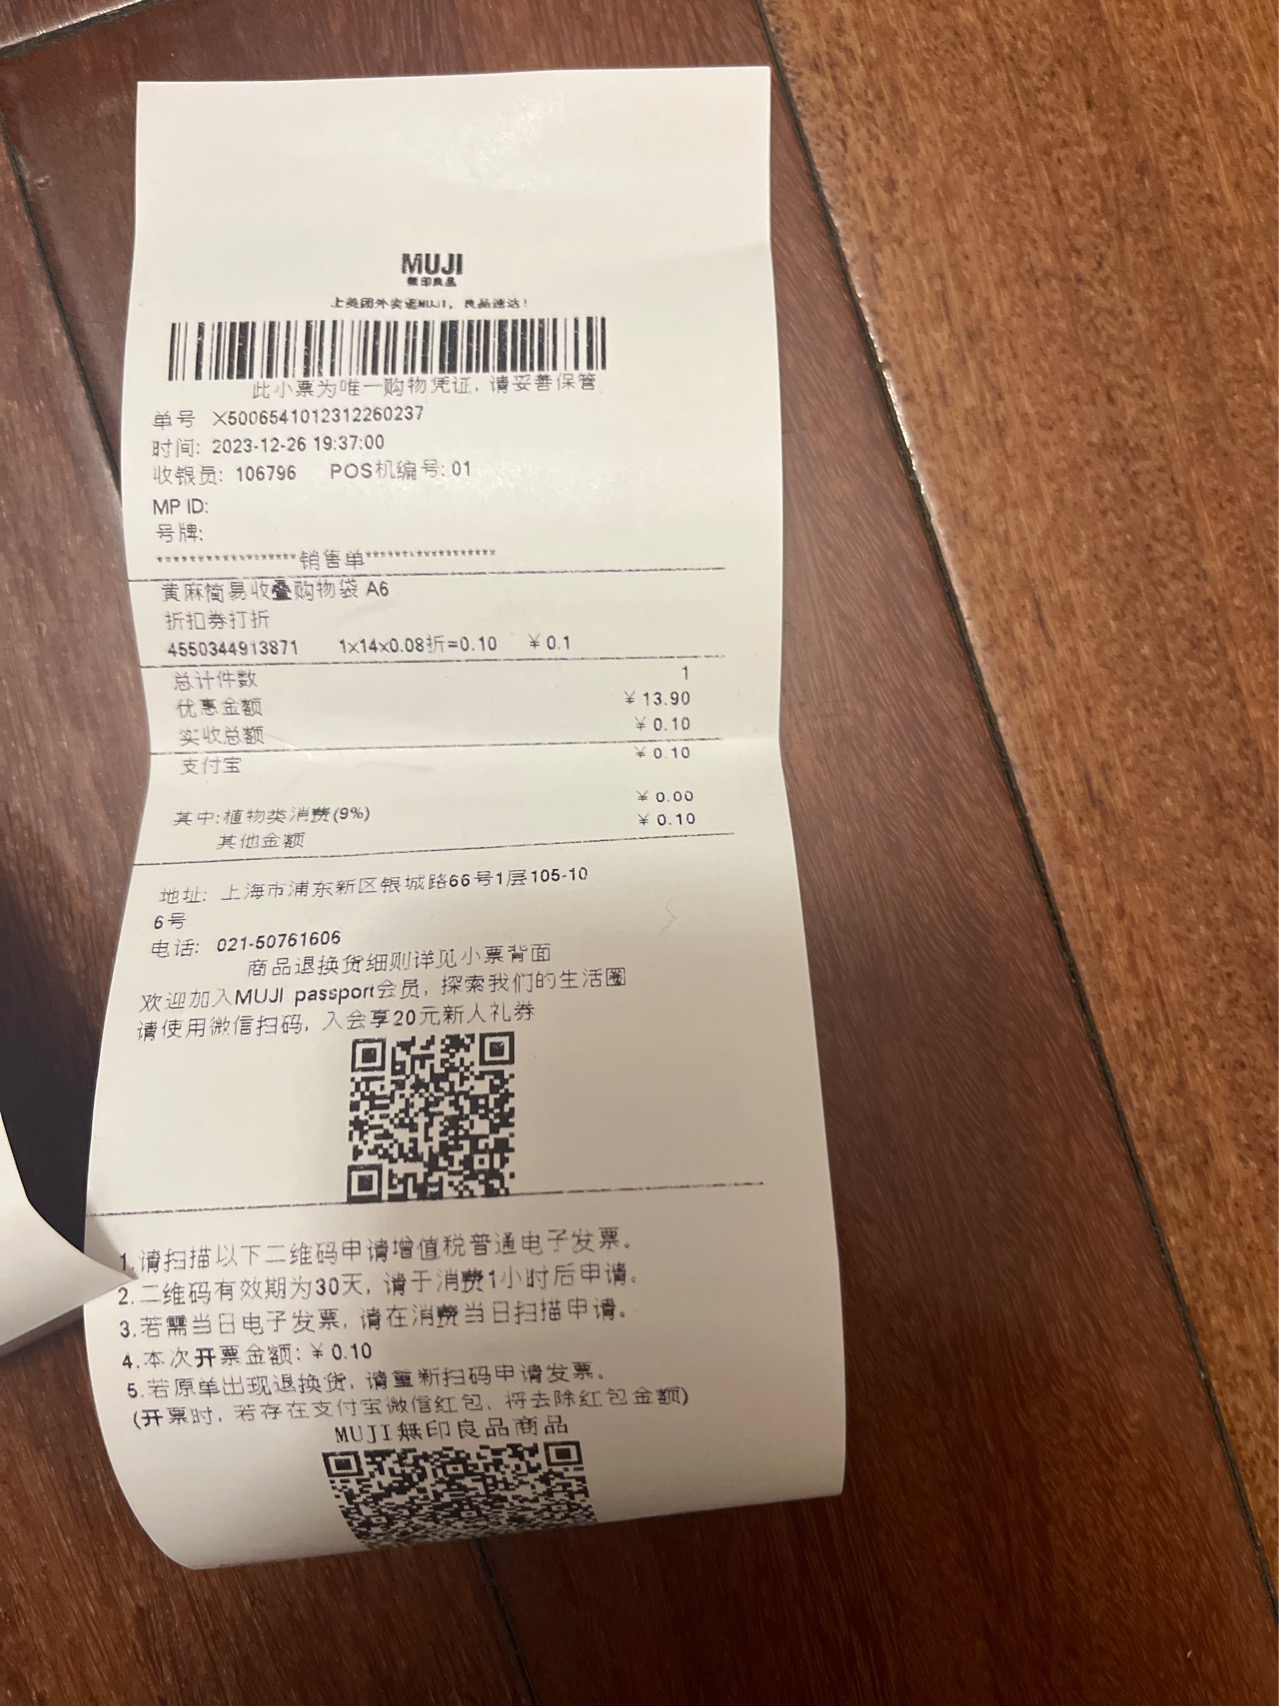 MUJI
無印良品
上美团外卖逛MUJI，良品速达！
此小票为唯一购物凭证，请妥善保管
单号 X5006541012312260237
时间: 2023-12-26 19:37:00
收银员: 106796 POS机编号: 01
MP ID:
号牌:
********************销售单*******************
黄麻简易收叠购物袋 A6
折扣券打折
4550344913871 1x14x0.08折=0.10 ￥0.1
总计件数 1
优惠金额 ￥13.90
实收总额 ￥0.10
支付宝 ￥0.10
其中:植物类消费(9%) ￥0.00
其他金额 ￥0.10
地址: 上海市浦东新区银城路66号1层105-10
6号
电话: 021-50761606
商品退换货细则详见小票背面
欢迎加入MUJI passport会员, 探索我们的生活圈
请使用微信扫码, 入会享20元新人礼券
1.请扫描以下二维码申请增值税普通电子发票。
2.二维码有效期为30天, 请于消费1小时后申请。
3.若需当日电子发票, 请在消费当日扫描申请。
4.本次开票金额: ￥0.10
5.若原单出现退换货, 请重新扫码申请发票。
(开票时, 若存在支付宝微信红包、将去除红包金额)
MUJI無印良品商品